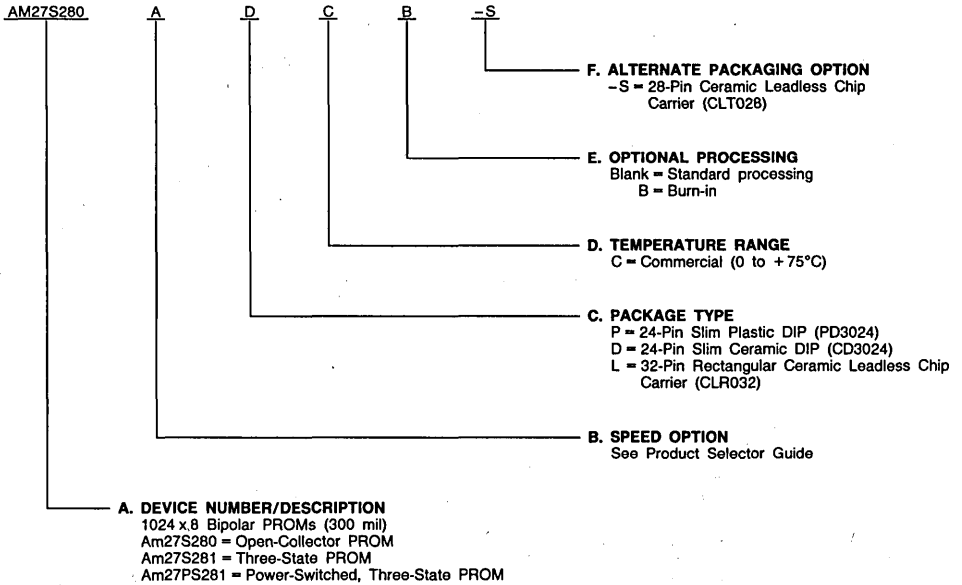 AM27S280 A D C B -S
F. ALTERNATE PACKAGING OPTION
-S = 28-Pin Ceramic Leadless Chip
Carrier (CLT028)
E. OPTIONAL PROCESSING
Blank = Standard processing
B = Burn-in
D. TEMPERATURE RANGE
C = Commercial (0 to +75°C)
C. PACKAGE TYPE
P = 24-Pin Slim Plastic DIP (PD3024)
D = 24-Pin Slim Ceramic DIP (CD3024)
L = 32-Pin Rectangular Ceramic Leadless Chip
Carrier (CLR032)
B. SPEED OPTION
See Product Selector Guide
A. DEVICE NUMBER/DESCRIPTION
1024 x 8 Bipolar PROMs (300 mil)
Am27S280 = Open-Collector PROM
Am27S281 = Three-State PROM
Am27PS281 = Power-Switched, Three-State PROM